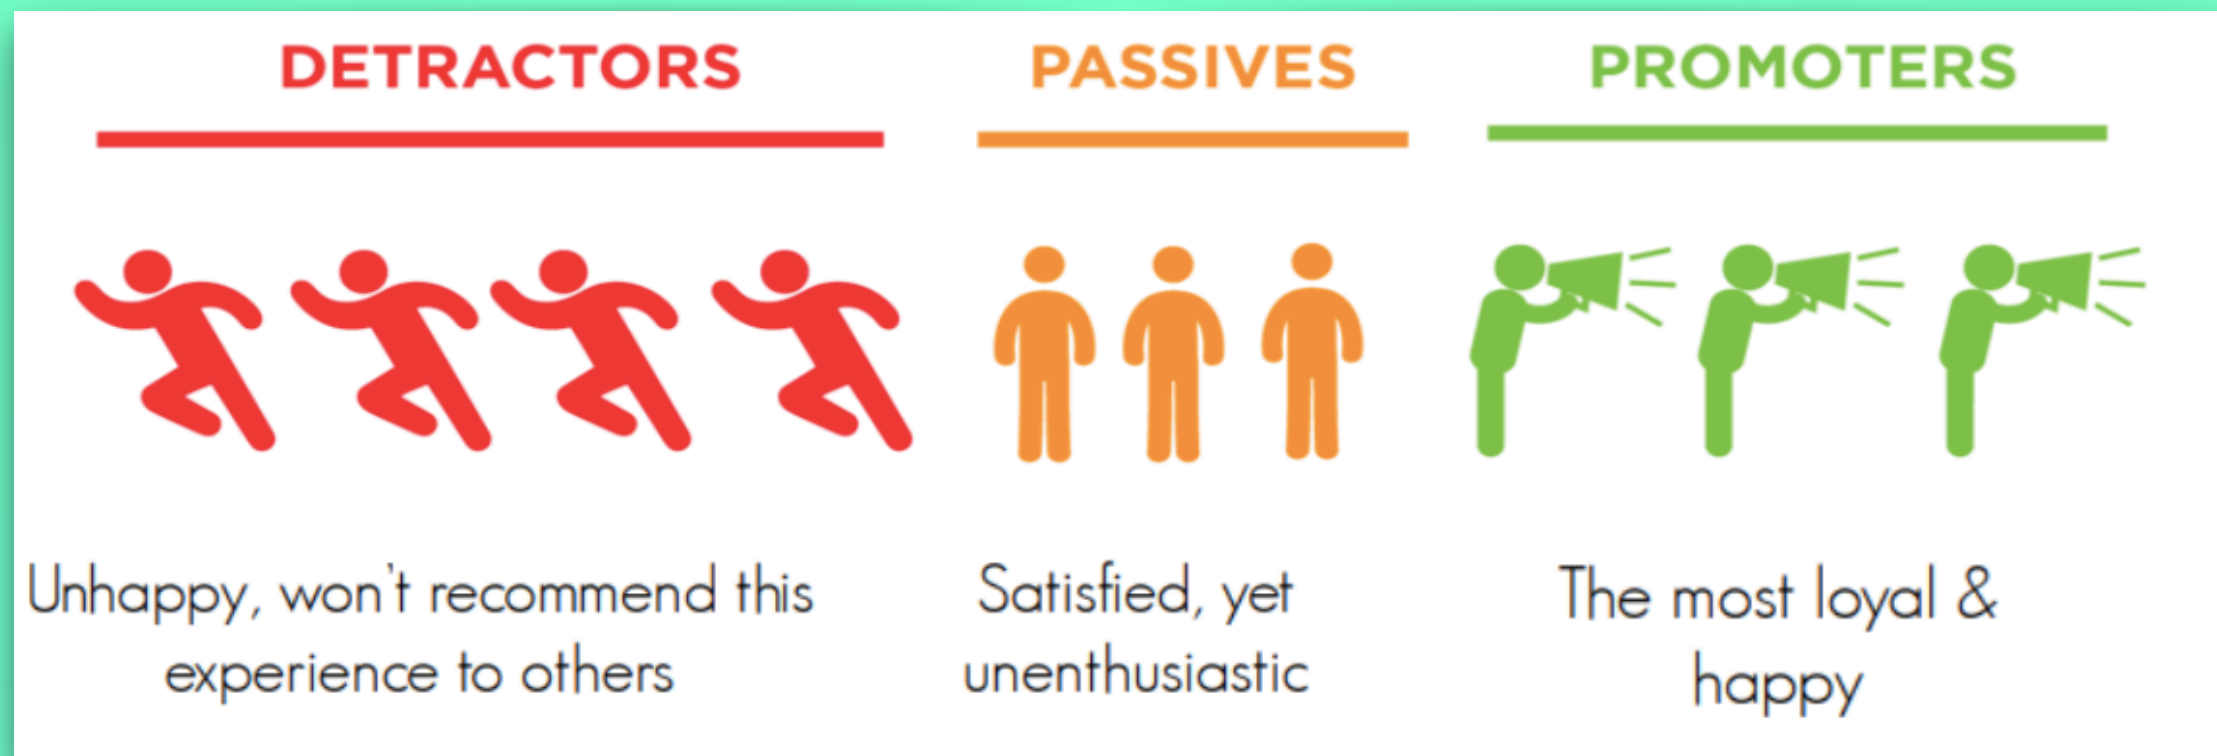 DETRACTORS
PASSIVES
PROMOTERS
Unhappy, won't recommend this
experience to others
Satisfied, yet
unenthusiastic
The most loyal &
happy